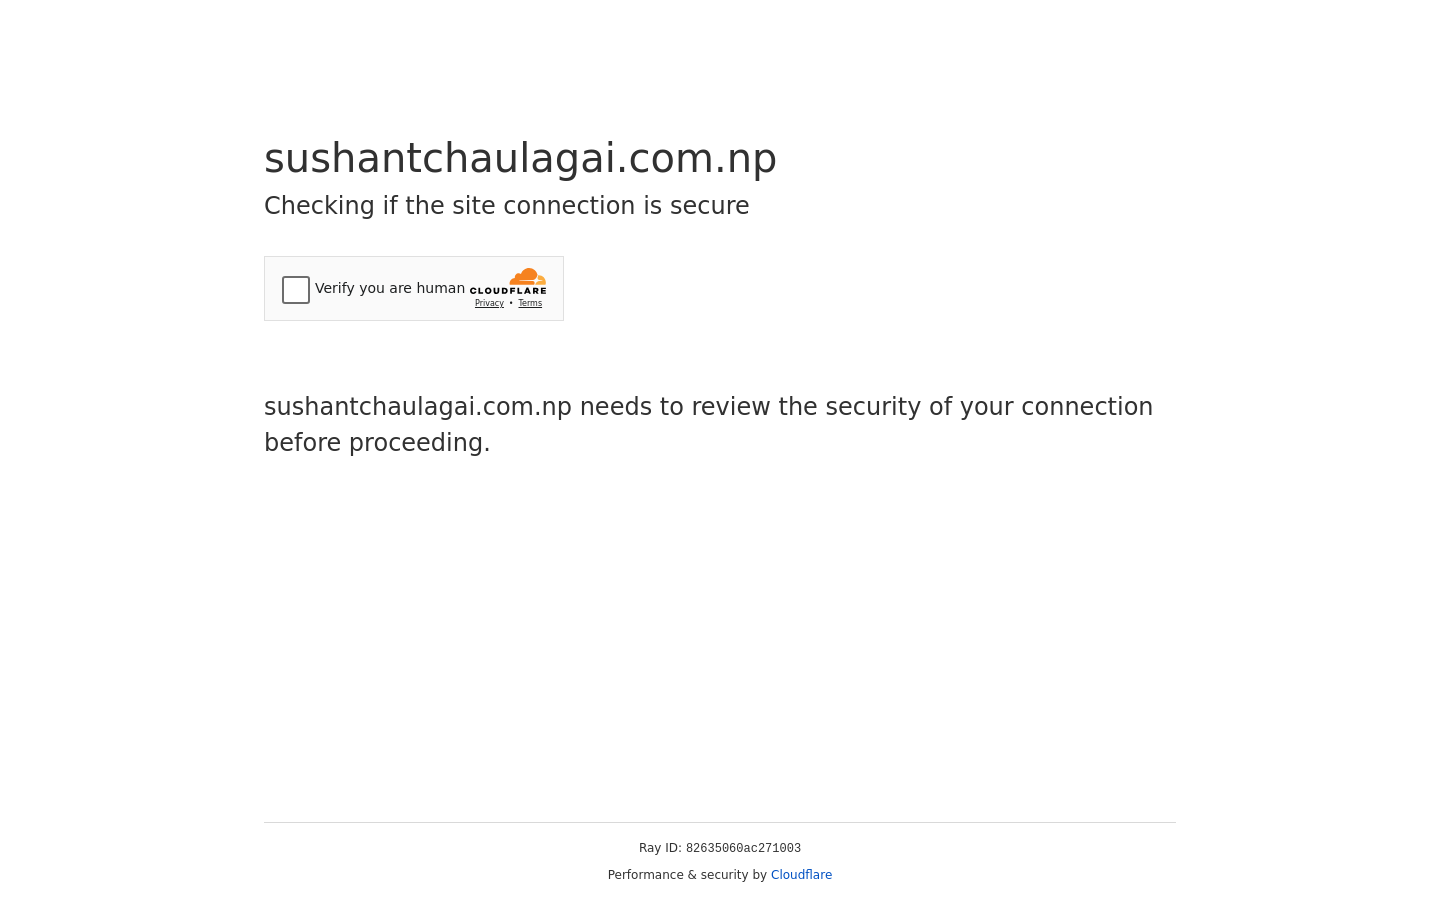 sushantchaulagai.com.np
Checking if the site connection is secure
Verify you are human
CLOUDFLARE
Privacy • Terms
sushantchaulagai.com.np needs to review the security of your connection
before proceeding.
Ray ID: 82635060ac271003
Performance & security by Cloudflare